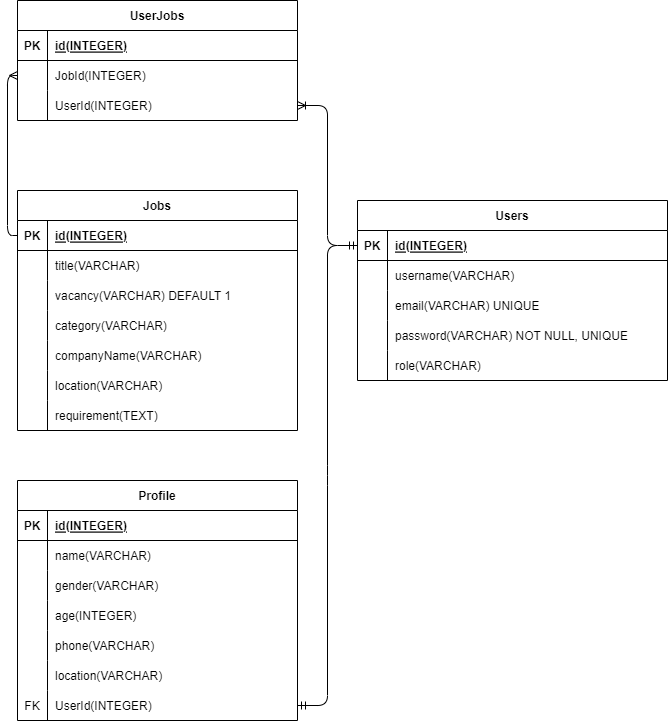 UserJobs
PK id(INTEGER)
JobId(INTEGER)
UserId(INTEGER)
Jobs
PK id(INTEGER)
title(VARCHAR)
vacancy(VARCHAR) DEFAULT 1
category(VARCHAR)
companyName(VARCHAR)
location(VARCHAR)
requirement(TEXT)
Users
PK id(INTEGER)
username(VARCHAR)
email(VARCHAR) UNIQUE
password(VARCHAR) NOT NULL, UNIQUE
role(VARCHAR)
Profile
PK id(INTEGER)
name(VARCHAR)
gender(VARCHAR)
age(INTEGER)
phone(VARCHAR)
location(VARCHAR)
FK UserId(INTEGER)